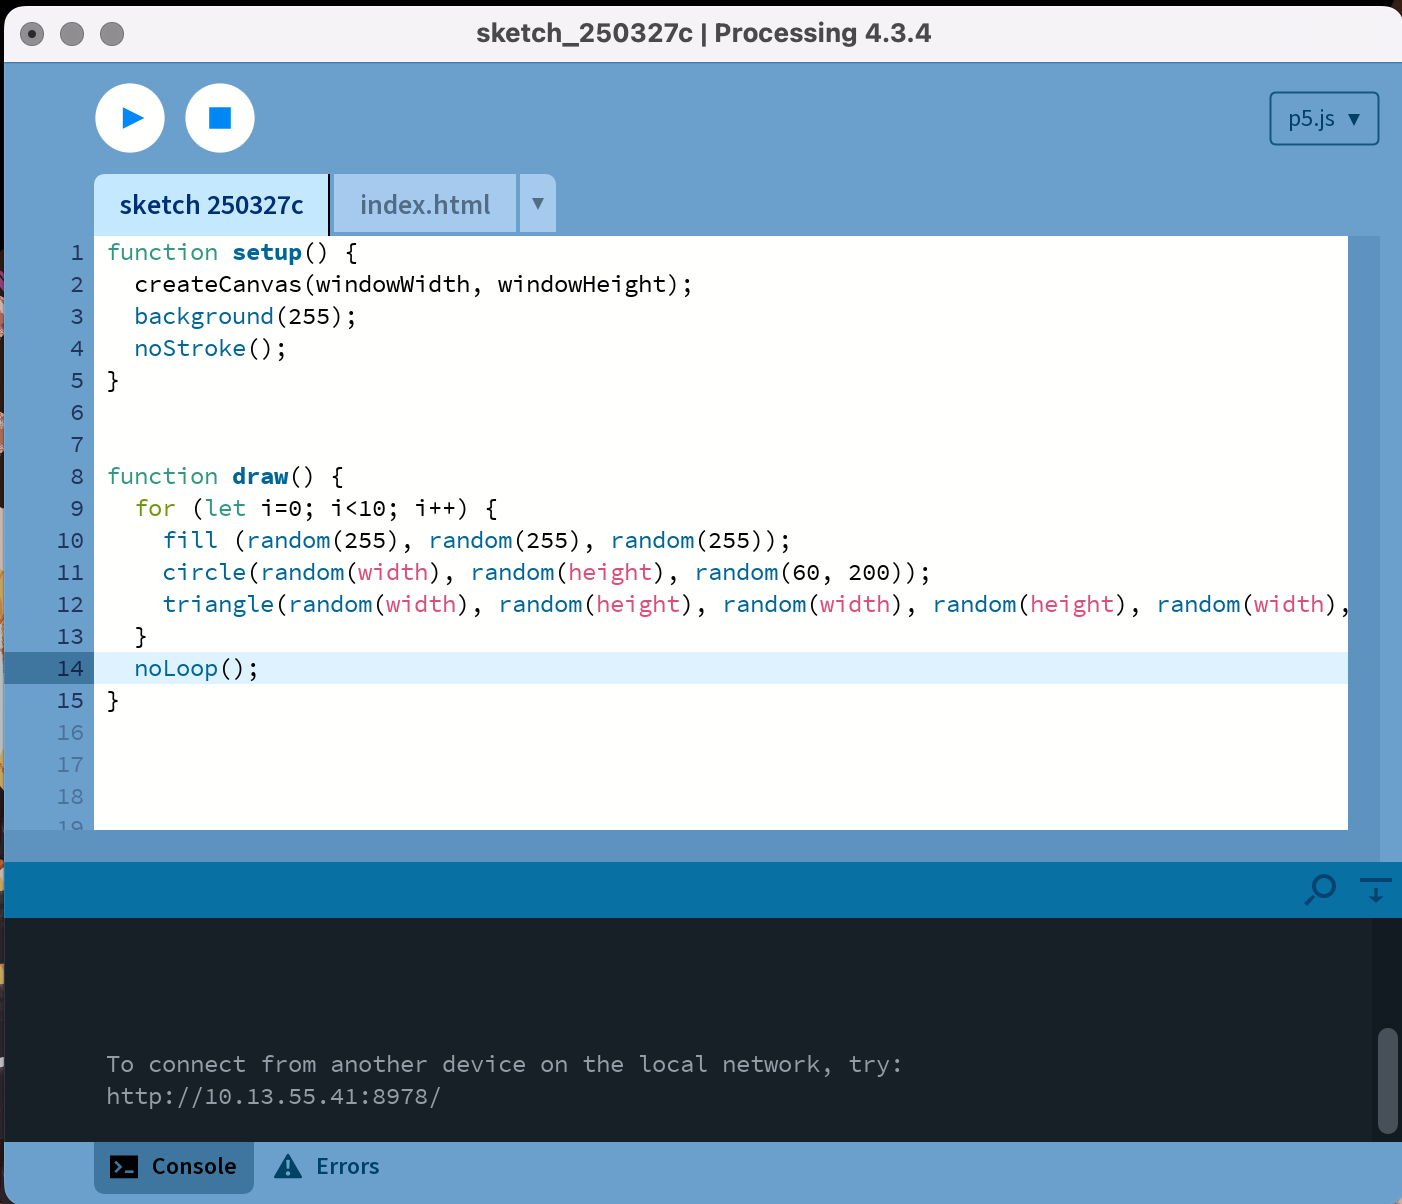 sketch_250327c | Processing 4.3.4
p5.js ▼
sketch 250327c index.html ▼
1 function setup() {
2   createCanvas(windowWidth, windowHeight);
3   background(255);
4   noStroke();
5 }
6
7
8 function draw() {
9   for (let i=0; i<10; i++) {
10     fill (random(255), random(255), random(255));
11     circle(random(width), random(height), random(60, 200));
12     triangle(random(width), random(height), random(width), random(height), random(width),
13   }
14   noLoop();
15 }
16
17
18
19
To connect from another device on the local network, try:
http://10.13.55.41:8978/
Console Errors